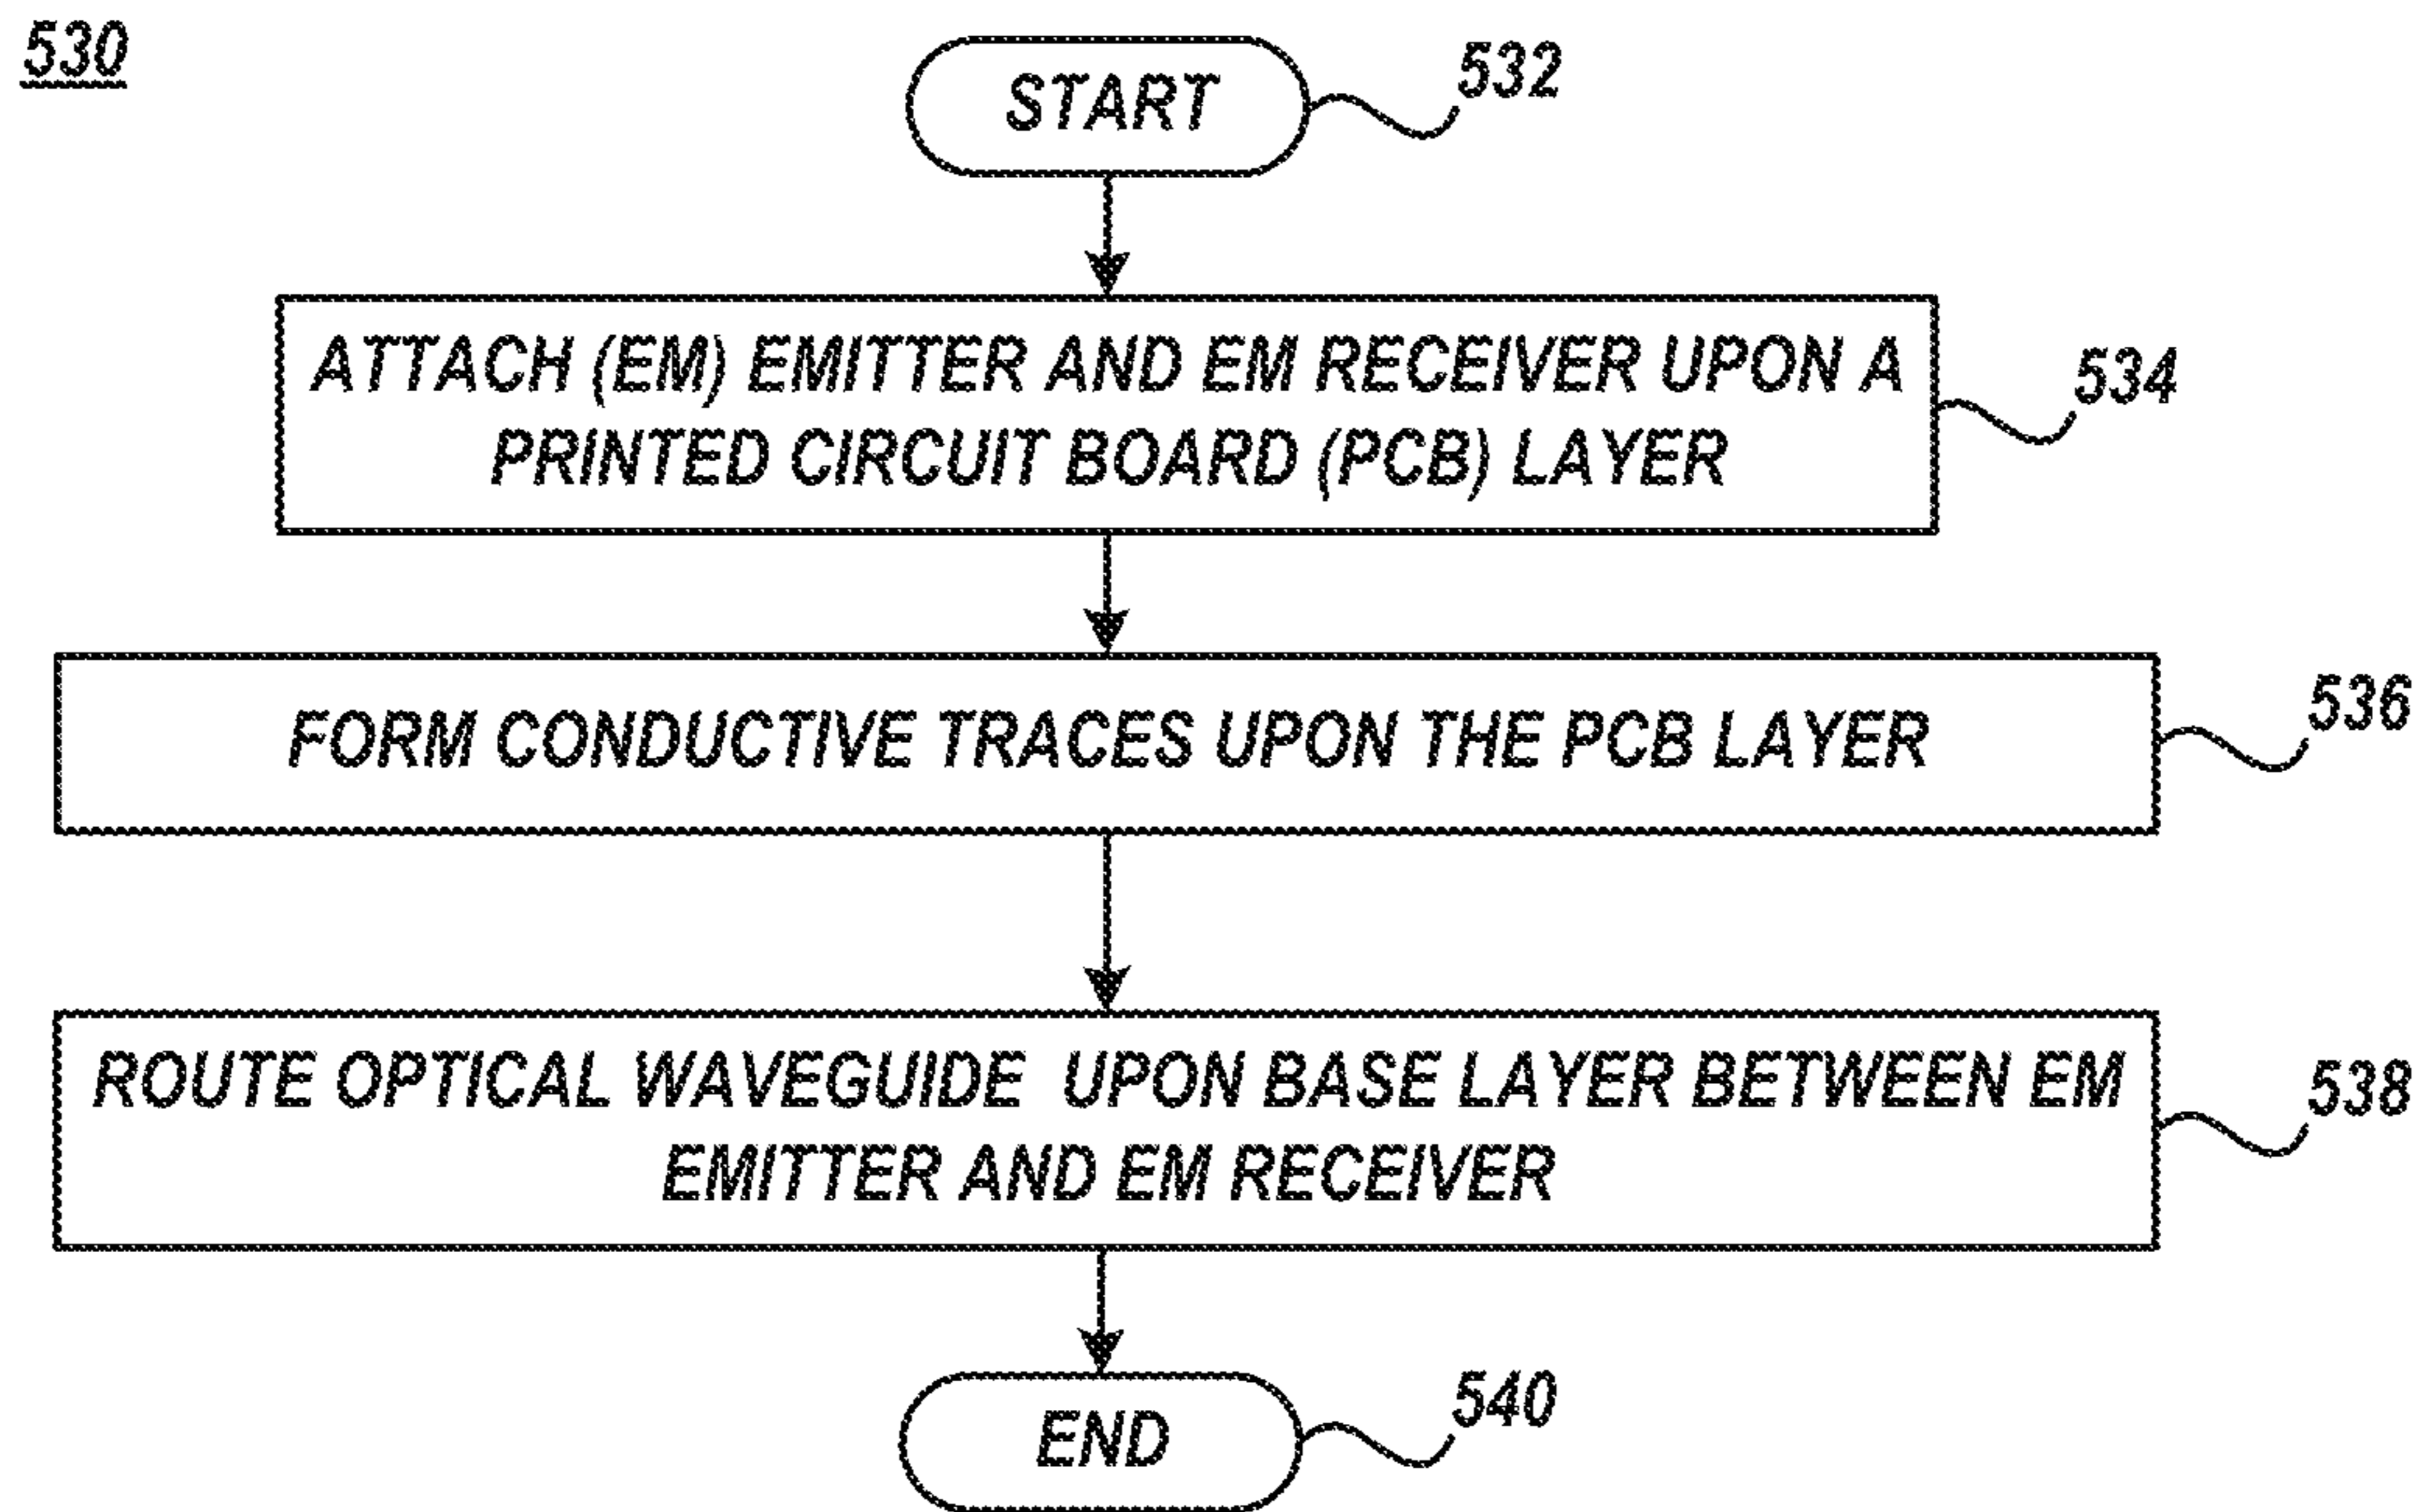 530
START
532
ATTACH (EM) EMITTER AND EM RECEIVER UPON A
PRINTED CIRCUIT BOARD (PCB) LAYER
534
FORM CONDUCTIVE TRACES UPON THE PCB LAYER
536
ROUTE OPTICAL WAVEGUIDE UPON BASE LAYER BETWEEN EM
EMITTER AND EM RECEIVER
538
END
540